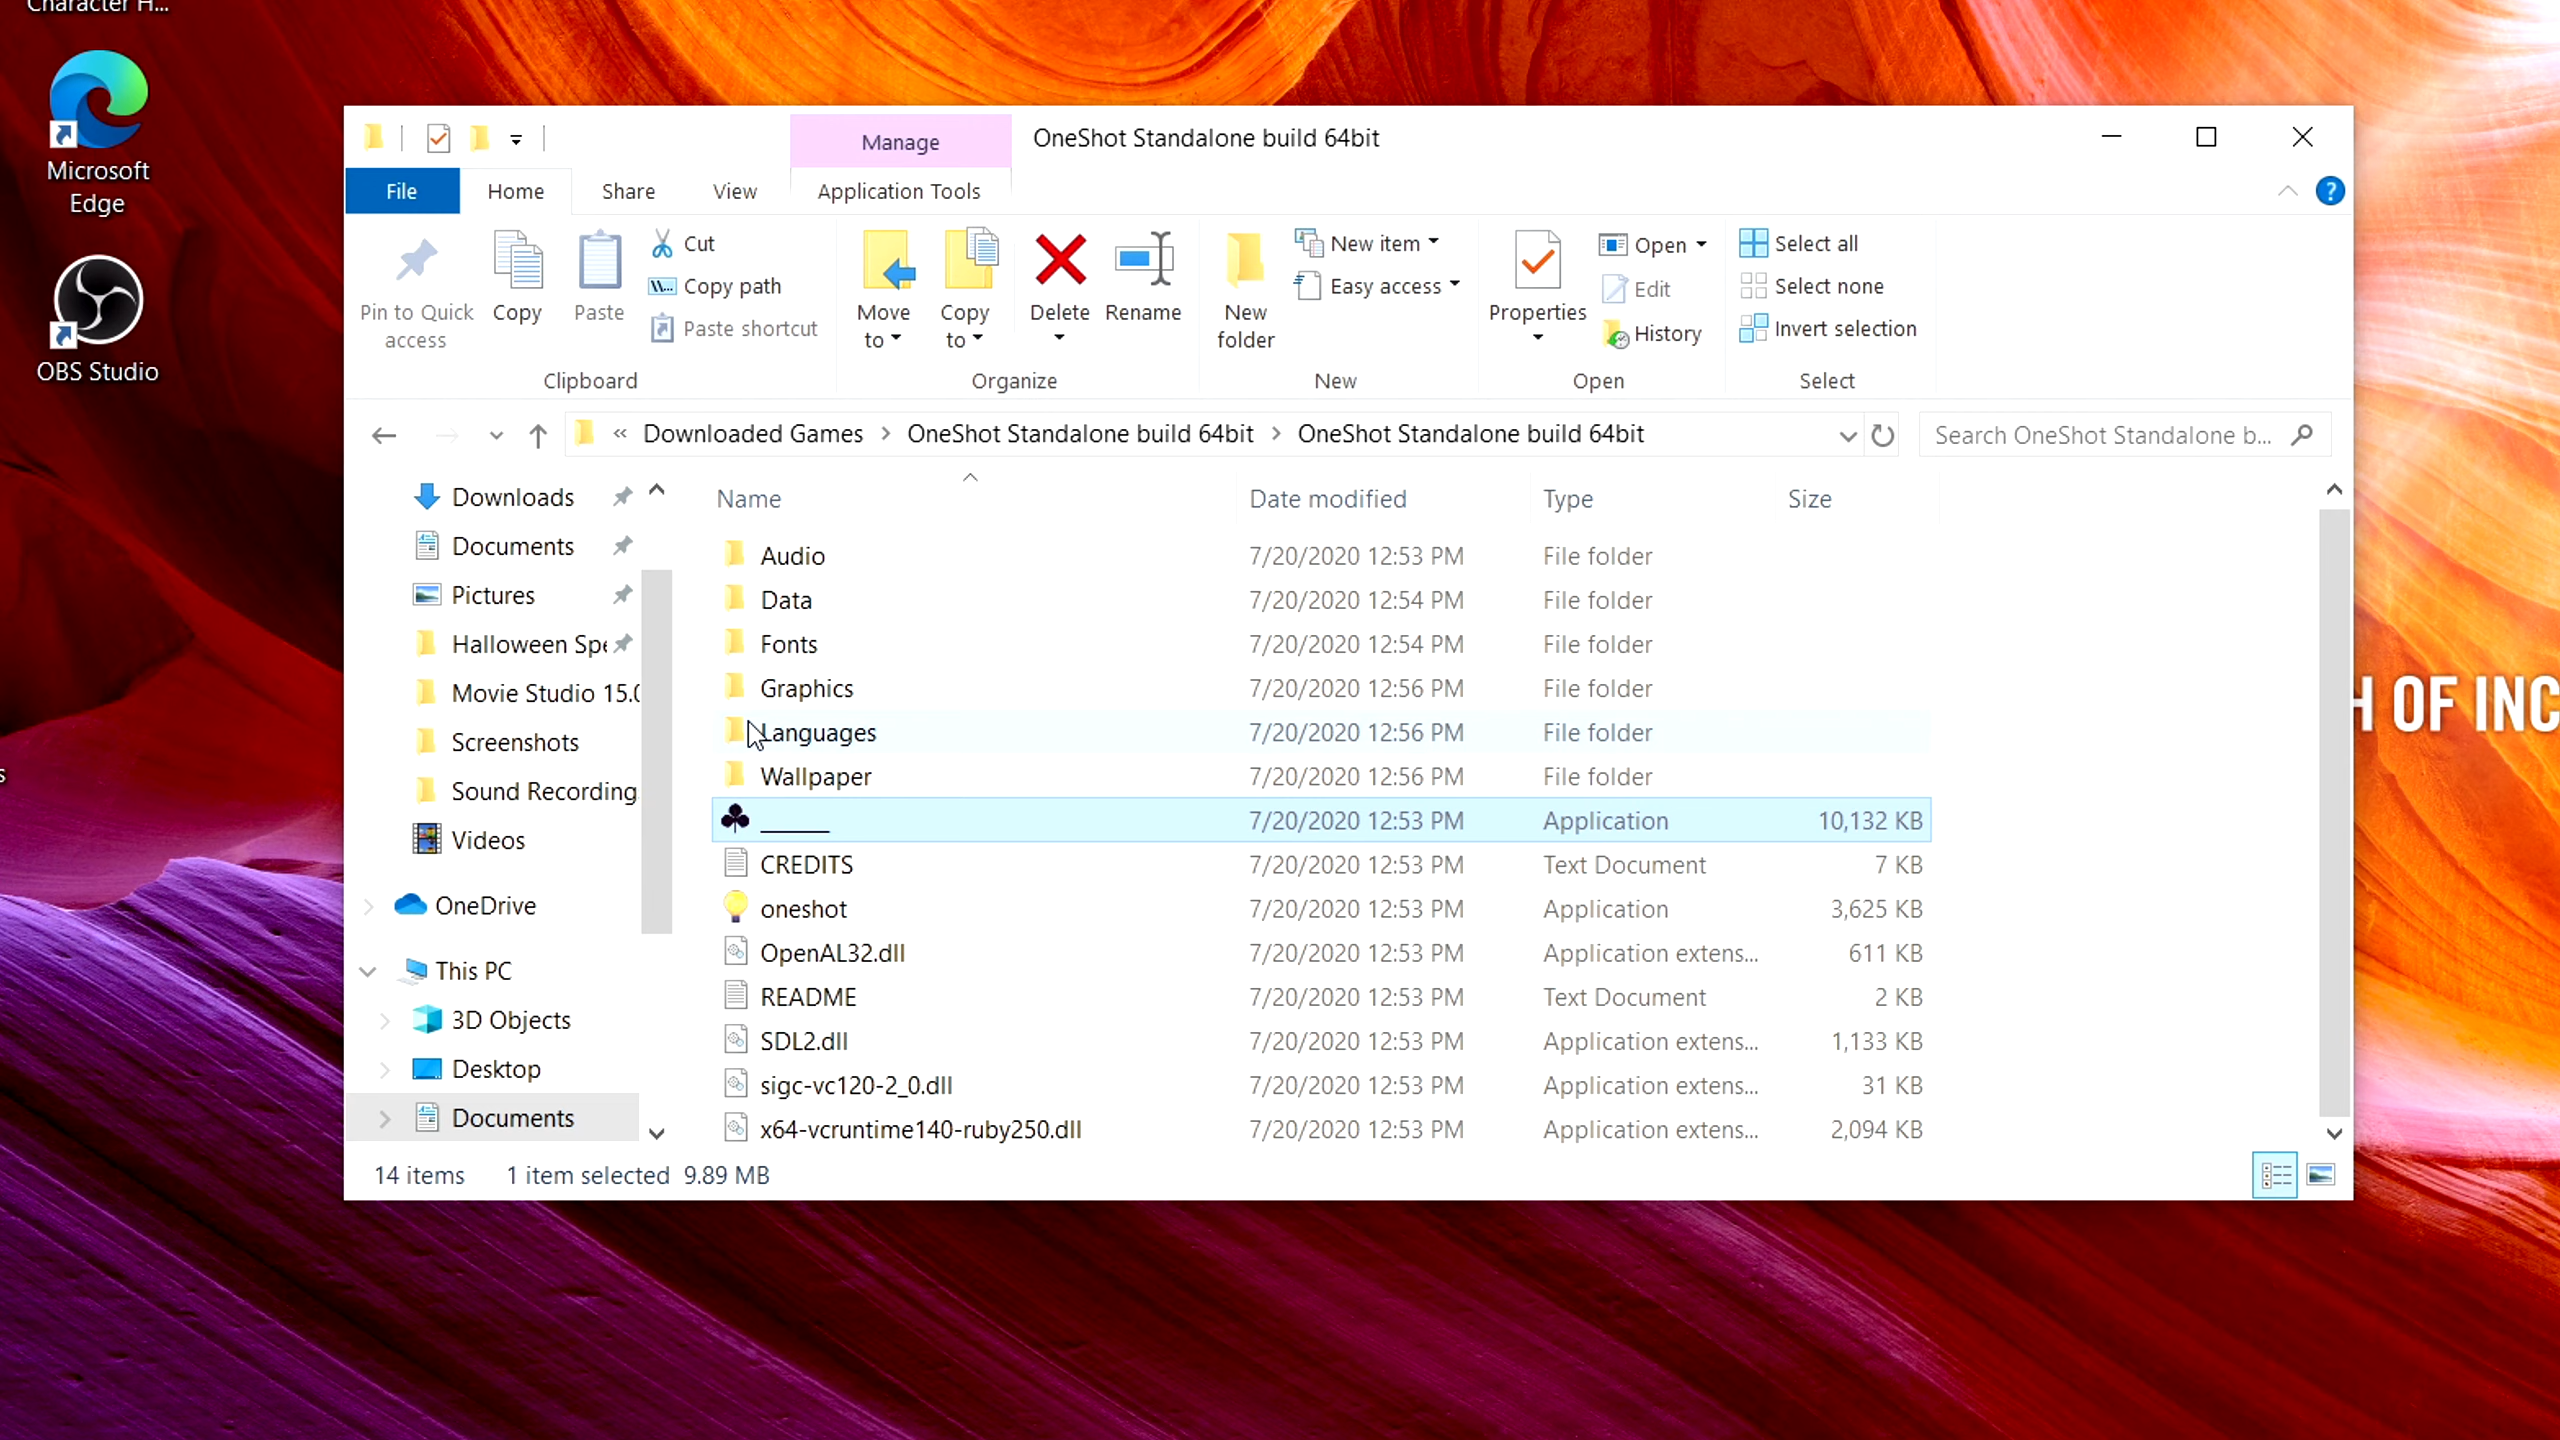 Character H...
Microsoft
Edge
OBS Studio
s
Manage
OneShot Standalone build 64bit
File
Home
Share
View
Application Tools
Pin to Quick
access
Copy
Paste
Cut
Copy path
Paste shortcut
Clipboard
Move
to
Copy
to
Delete
Rename
Organize
New
folder
New item
Easy access
New
Properties
Open
Edit
History
Open
Select all
Select none
Invert selection
Select
« Downloaded Games > OneShot Standalone build 64bit > OneShot Standalone build 64bit
Search OneShot Standalone b...
Downloads
Documents
Pictures
Halloween Spe
Movie Studio 15.0
Screenshots
Sound Recording
Videos
OneDrive
This PC
3D Objects
Desktop
Documents
Name Date modified Type Size
Audio 7/20/2020 12:53 PM File folder
Data 7/20/2020 12:54 PM File folder
Fonts 7/20/2020 12:54 PM File folder
Graphics 7/20/2020 12:56 PM File folder
Languages 7/20/2020 12:56 PM File folder
Wallpaper 7/20/2020 12:56 PM File folder
______ 7/20/2020 12:53 PM Application 10,132 KB
CREDITS 7/20/2020 12:53 PM Text Document 7 KB
oneshot 7/20/2020 12:53 PM Application 3,625 KB
OpenAL32.dll 7/20/2020 12:53 PM Application extens... 611 KB
README 7/20/2020 12:53 PM Text Document 2 KB
SDL2.dll 7/20/2020 12:53 PM Application extens... 1,133 KB
sigc-vc120-2_0.dll 7/20/2020 12:53 PM Application extens... 31 KB
x64-vcruntime140-ruby250.dll 7/20/2020 12:53 PM Application extens... 2,094 KB
14 items 1 item selected 9.89 MB
H OF INC